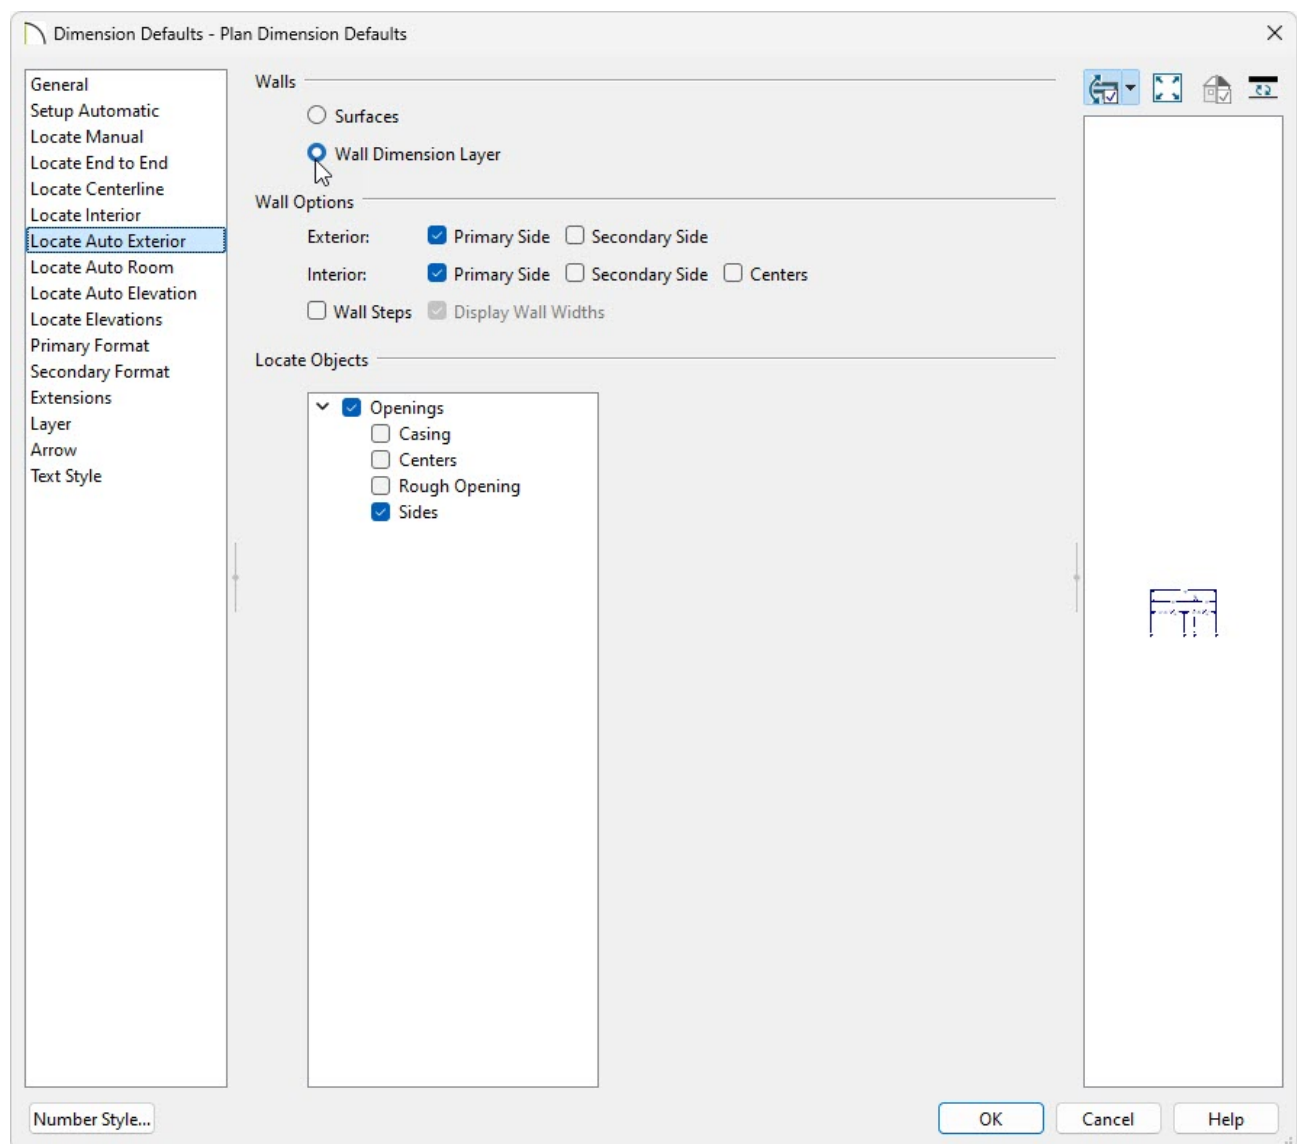 Dimension Defaults - Plan Dimension Defaults
General
Setup Automatic
Locate Manual
Locate End to End
Locate Centerline
Locate Interior
Locate Auto Exterior
Locate Auto Room
Locate Auto Elevation
Locate Elevations
Primary Format
Secondary Format
Extensions
Layer
Arrow
Text Style
Walls
Surfaces
Wall Dimension Layer
Wall Options
Exterior: Primary Side Secondary Side
Interior: Primary Side Secondary Side Centers
Wall Steps Display Wall Widths
Locate Objects
Openings
Casing
Centers
Rough Opening
Sides
Number Style...
OK Cancel Help